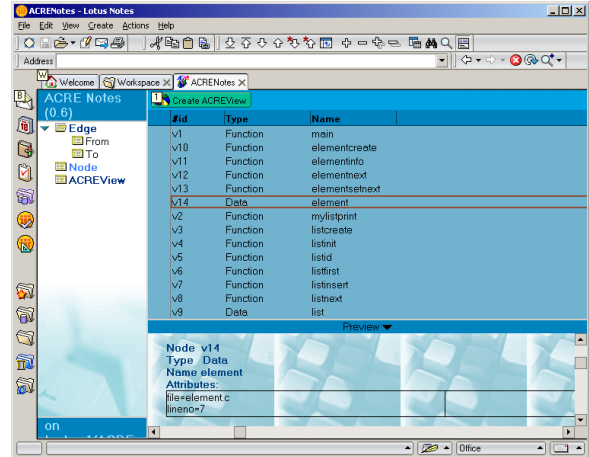 ACRENotes - Lotus Notes
File Edit View Create Actions Help
Address
Welcome Workspace ACRENotes
ACRE Notes
(0.6)
Edge
From
To
Node
ACREView
Create ACREView
#id Type Name
v1 Function main
v10 Function elementcreate
v11 Function elementinfo
v12 Function elementnext
v13 Function elementsetnext
v14 Data element
v2 Function mylistprint
v3 Function listcreate
v4 Function listinit
v5 Function listid
v6 Function listfirst
v7 Function listinsert
v8 Function listnext
v9 Data list
Preview
Node v14
Type Data
Name element
Attributes:
file=element.c
lineno=7
on
Office